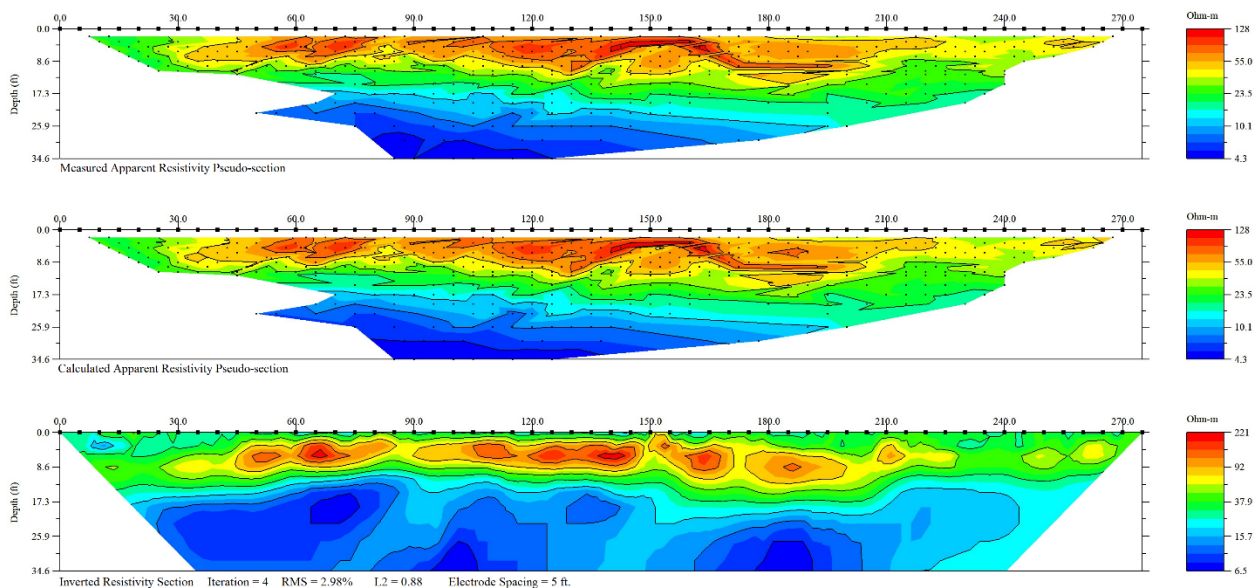 Ohm-m
0.0 30.0 60.0 90.0 120.0 150.0 180.0 210.0 240.0 270.0
0.0
8.6
17.3
25.9
34.6
Depth (ft)
128
55.0
23.5
10.1
4.3
Measured Apparent Resistivity Pseudo-section
Ohm-m
0.0 30.0 60.0 90.0 120.0 150.0 180.0 210.0 240.0 270.0
0.0
8.6
17.3
25.9
34.6
Depth (ft)
128
55.0
23.5
10.1
4.3
Calculated Apparent Resistivity Pseudo-section
Ohm-m
0.0 30.0 60.0 90.0 120.0 150.0 180.0 210.0 240.0 270.0
0.0
8.6
17.3
25.9
34.6
Depth (ft)
221
92
37.9
15.7
6.5
Inverted Resistivity Section Iteration = 4 RMS = 2.98% L2 = 0.88 Electrode Spacing = 5 ft.